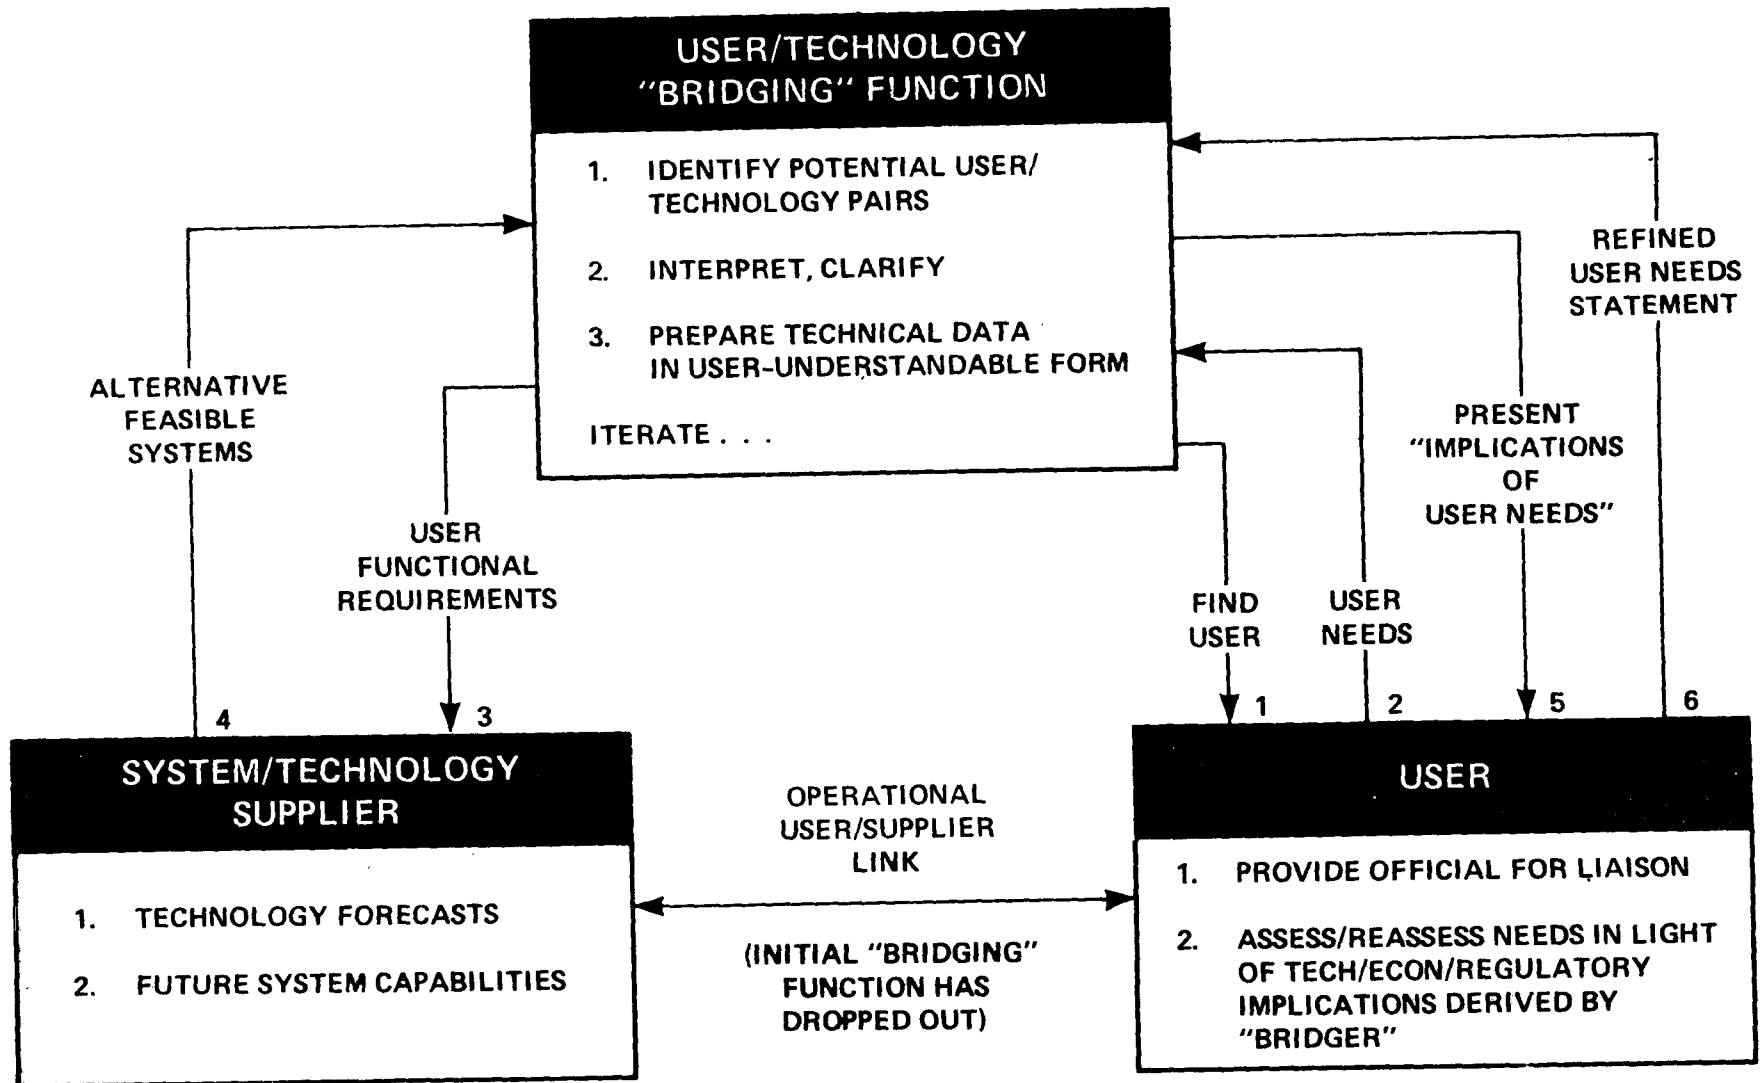 USER/TECHNOLOGY
"BRIDGING" FUNCTION
1. IDENTIFY POTENTIAL USER/
TECHNOLOGY PAIRS
2. INTERPRET, CLARIFY
3. PREPARE TECHNICAL DATA
IN USER-UNDERSTANDABLE FORM
ITERATE . . .
ALTERNATIVE
FEASIBLE
SYSTEMS
USER
FUNCTIONAL
REQUIREMENTS
FIND
USER
USER
NEEDS
PRESENT
"IMPLICATIONS
OF
USER NEEDS"
REFINED
USER NEEDS
STATEMENT
4
3
1
2
5
6
SYSTEM/TECHNOLOGY
SUPPLIER
1. TECHNOLOGY FORECASTS
2. FUTURE SYSTEM CAPABILITIES
OPERATIONAL
USER/SUPPLIER
LINK
(INITIAL "BRIDGING"
FUNCTION HAS
DROPPED OUT)
USER
1. PROVIDE OFFICIAL FOR LIAISON
2. ASSESS/REASSESS NEEDS IN LIGHT
OF TECH/ECON/REGULATORY
IMPLICATIONS DERIVED BY
"BRIDGER"